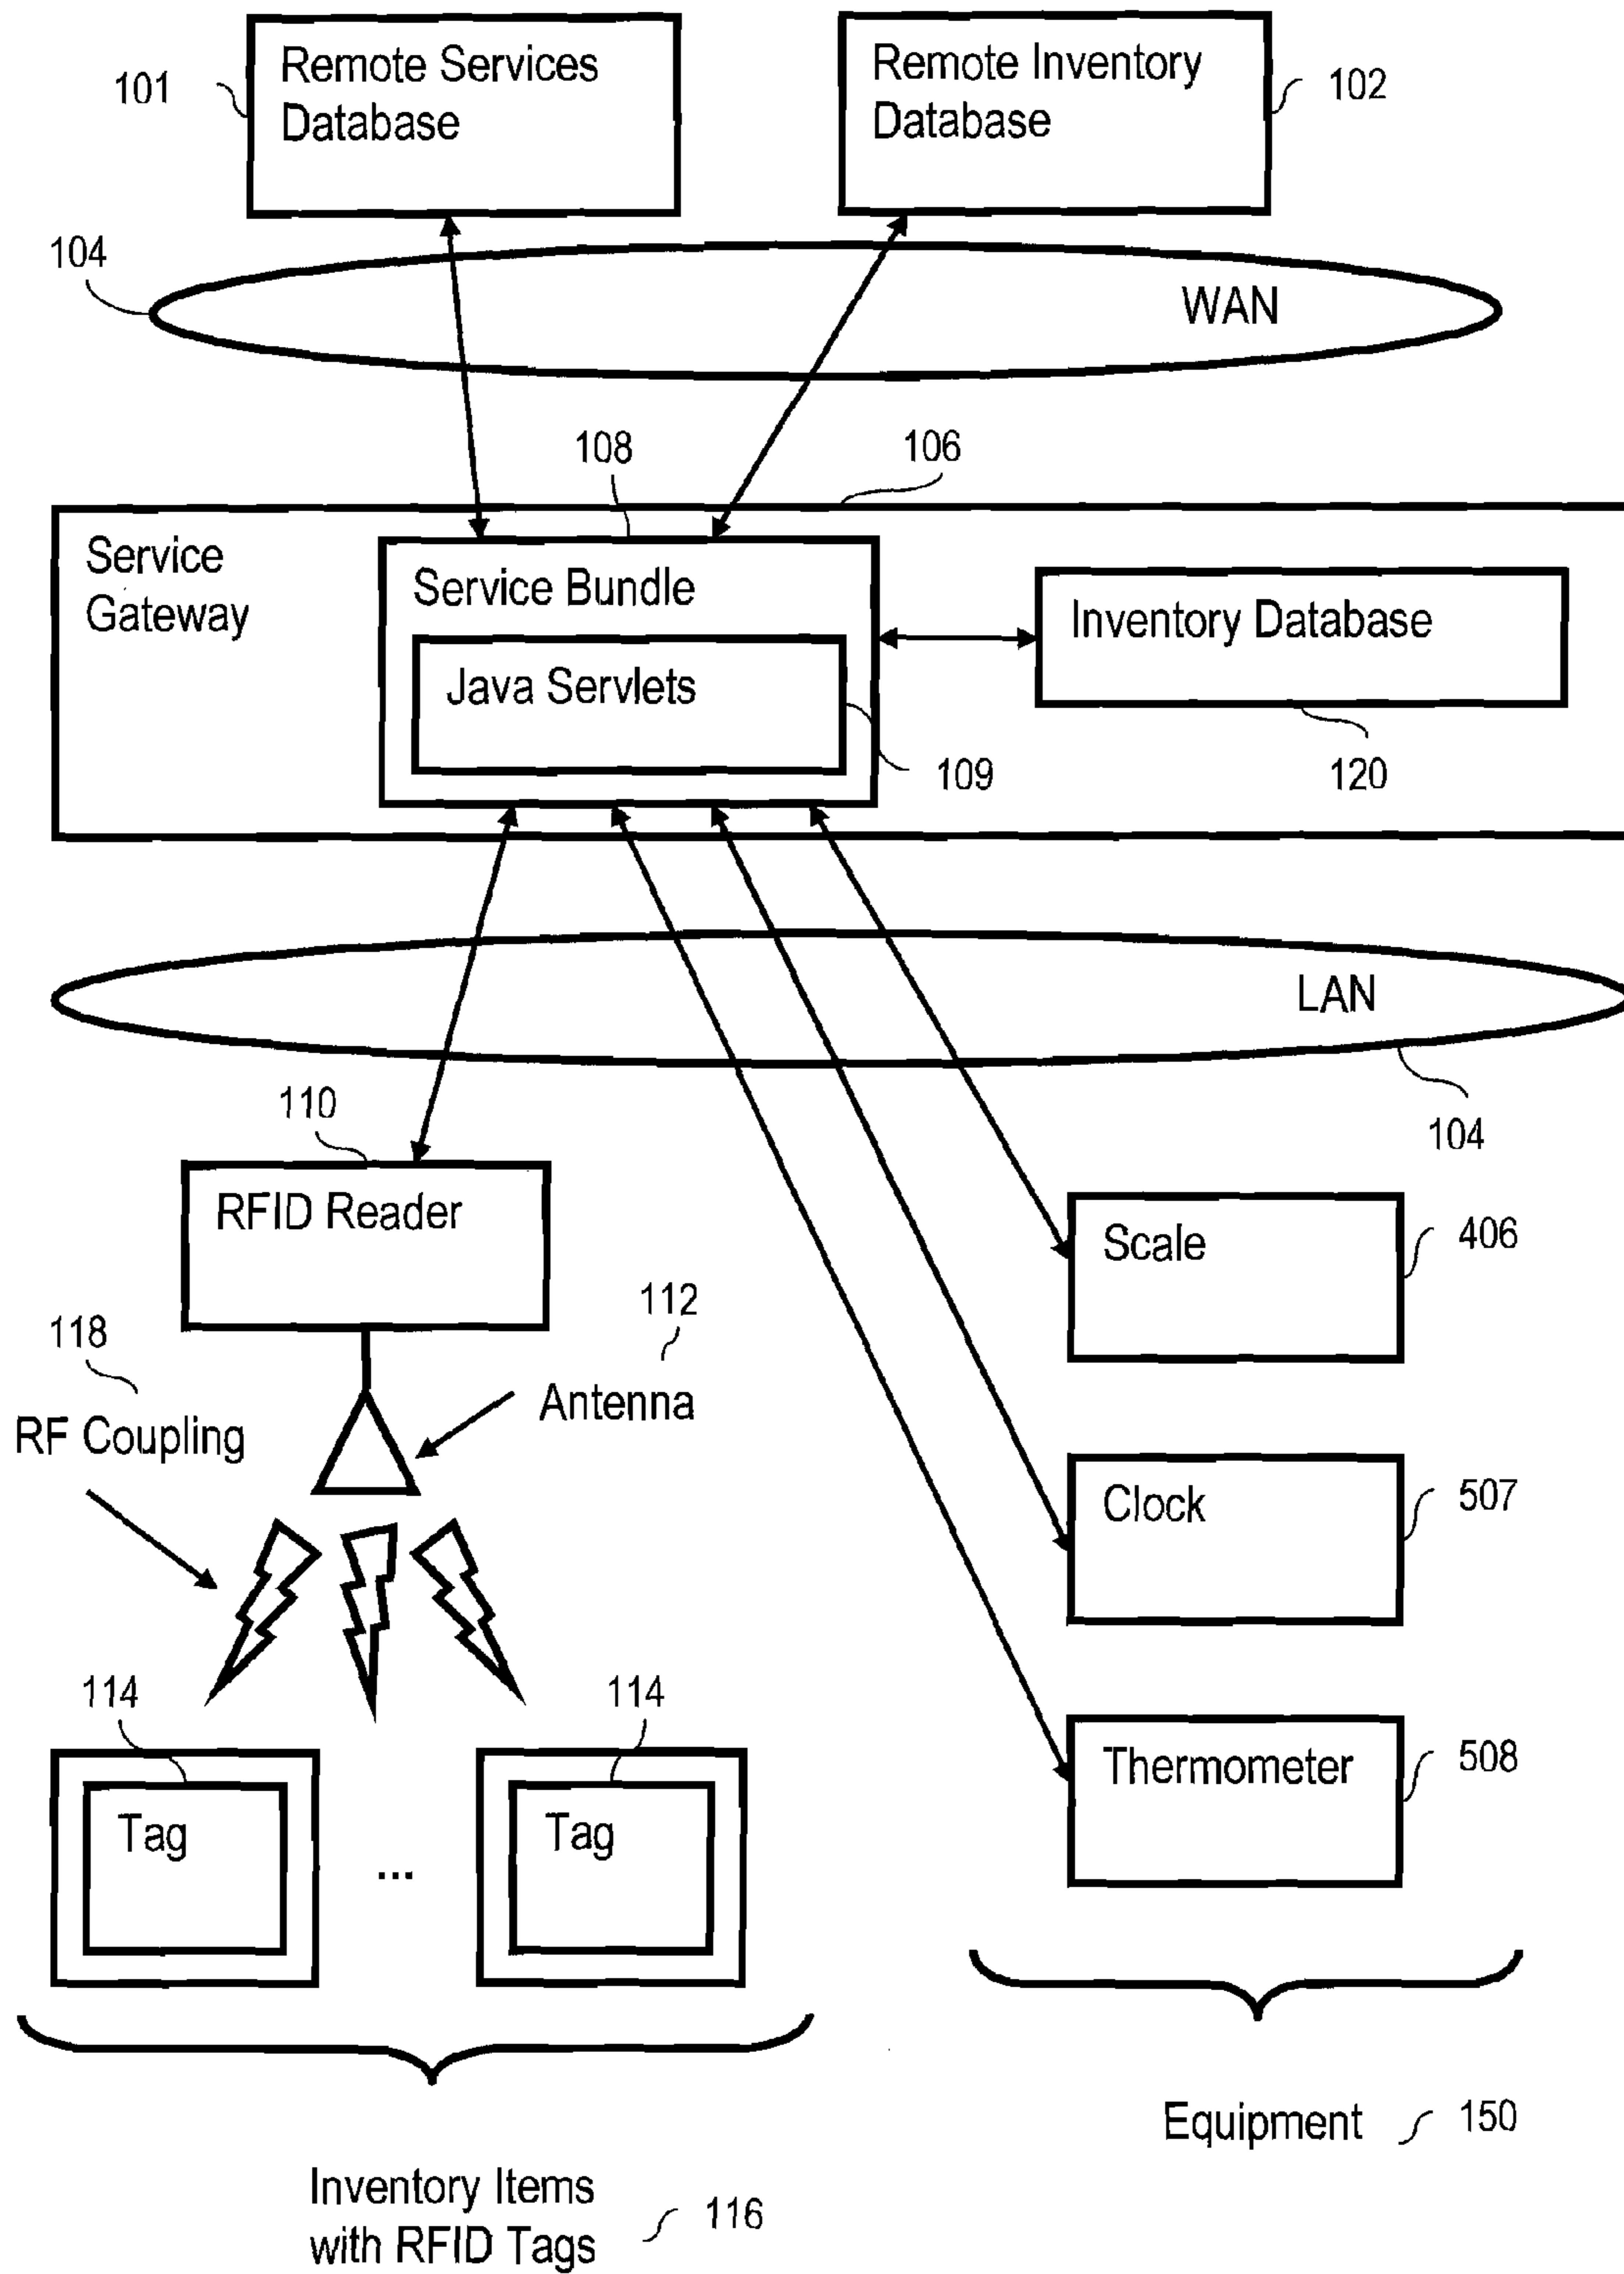 Remote Services
Database
101
Remote Inventory
Database
102
104
WAN
108
106
Service
Gateway
Service Bundle
Java Servlets
109
Inventory Database
120
LAN
104
110
RFID Reader
118
RF Coupling
112
Antenna
Scale
406
Clock
507
Thermometer
508
114
Tag
...
114
Tag
Equipment
150
Inventory Items
with RFID Tags
116